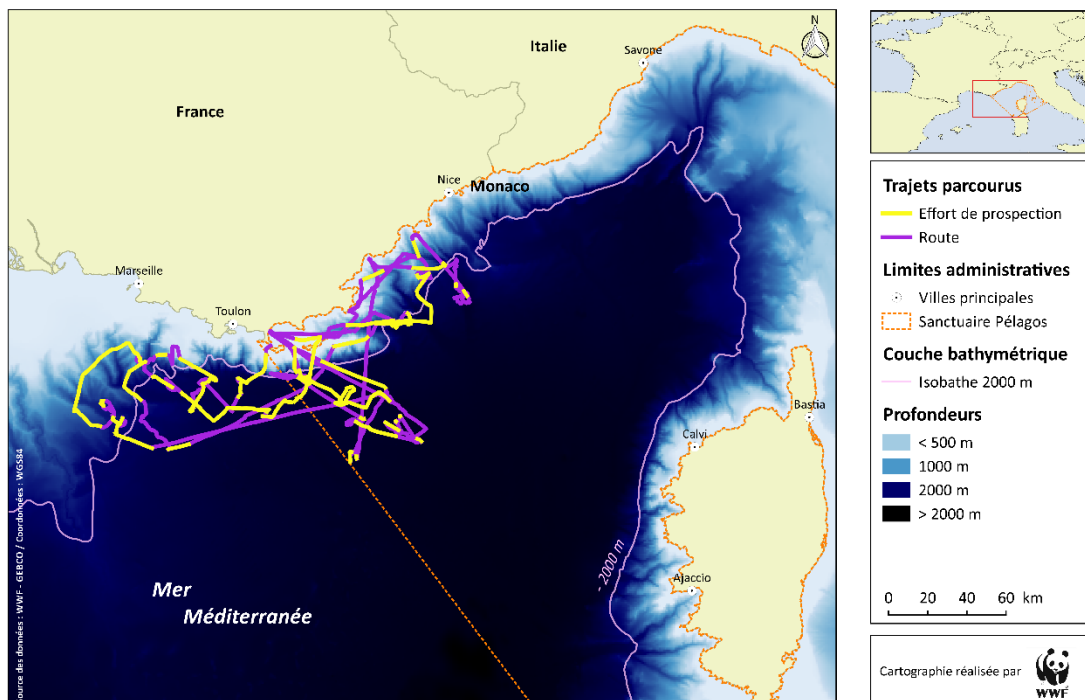 Italie
Savone
N
France
Nice
Monaco
Marseille
Toulon
Bastia
Calvi
- 2000 m
Ajaccio
Mer
Méditerranée
ource des données : WWF - GEBCO / Coordonnées : WGS84
Trajets parcourus
Effort de prospection
Route
Limites administratives
Villes principales
Sanctuaire Pélagos
Couche bathymétrique
Isobathe 2000 m
Profondeurs
< 500 m
1000 m
2000 m
> 2000 m
0 20 40 60 km
Cartographie réalisée par
WWF